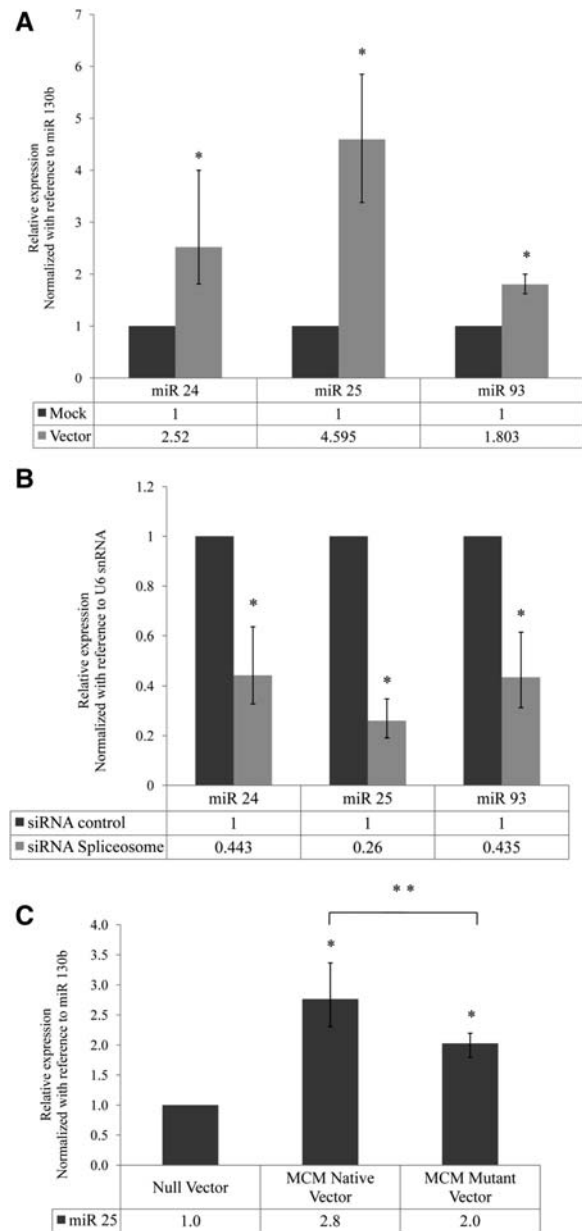 A
Relative expression
Normalized with reference to miR 130b
7
6
5
4
3
2
1
0
*
*
*
miR 24 miR 25 miR 93
Mock 1 1 1
Vector 2.52 4.595 1.803
B
Relative expression
Normalized with reference to U6 snRNA
1.2
1
0.8
0.6
0.4
0.2
0
*
*
*
miR 24 miR 25 miR 93
siRNA control 1 1 1
siRNA Spliceosome 0.443 0.26 0.435
C
Relative expression
Normalized with reference to miR 130b
4.0
3.5
3.0
2.5
2.0
1.5
1.0
0.5
0.0
* *
*
*
Null Vector MCM Native Vector MCM Mutant Vector
miR 25 1.0 2.8 2.0